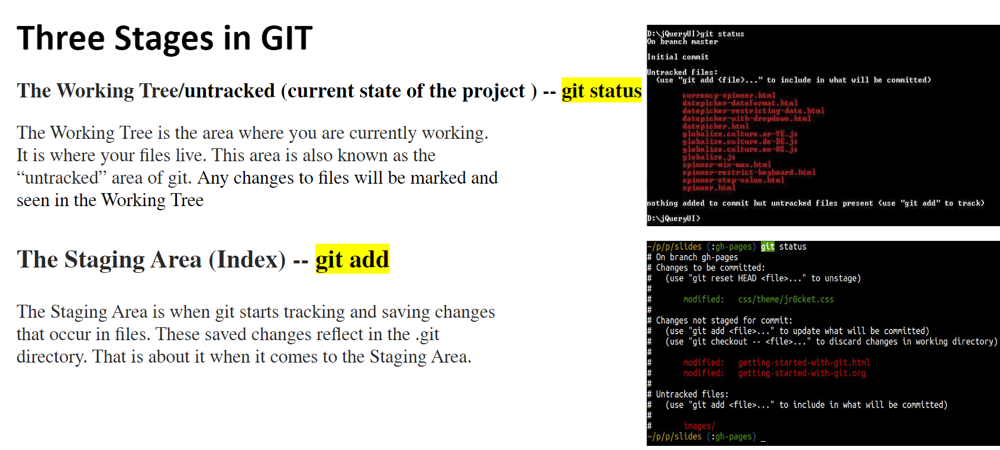 Three Stages in GIT
The Working Tree/untracked (current state of the project ) -- git status
The Working Tree is the area where you are currently working.
It is where your files live. This area is also known as the
“untracked” area of git. Any changes to files will be marked and
seen in the Working Tree
The Staging Area (Index) -- git add
The Staging Area is when git starts tracking and saving changes
that occur in files. These saved changes reflect in the .git
directory. That is about it when it comes to the Staging Area.
D:\jQueryUI>git status
On branch master
Initial commit
Untracked files:
(use "git add <file>..." to include in what will be committed)
currency-spinner.html
datepicker-dateformat.html
datepicker-restricting-date.html
datepicker-with-dropdown.html
datepicker.html
globalize.culture.ar-YE.js
globalize.culture.de-DE.js
globalize.culture.en-US.js
globalize.js
spinner-min-max.html
spinner-restrict-keyboard.html
spinner-step-value.html
spinner.html
nothing added to commit but untracked files present (use "git add" to track)
D:\jQueryUI>
~/p/p/slides (:gh-pages) git status
# On branch gh-pages
# Changes to be committed:
#   (use "git reset HEAD <file>..." to unstage)
#
#       modified:   css/theme/jr0cket.css
#
# Changes not staged for commit:
#   (use "git add <file>..." to update what will be committed)
#   (use "git checkout -- <file>..." to discard changes in working directory)
#
#       modified:   getting-started-with-git.html
#       modified:   getting-started-with-git.org
#
# Untracked files:
#   (use "git add <file>..." to include in what will be committed)
#
#       images/
~/p/p/slides (:gh-pages) _